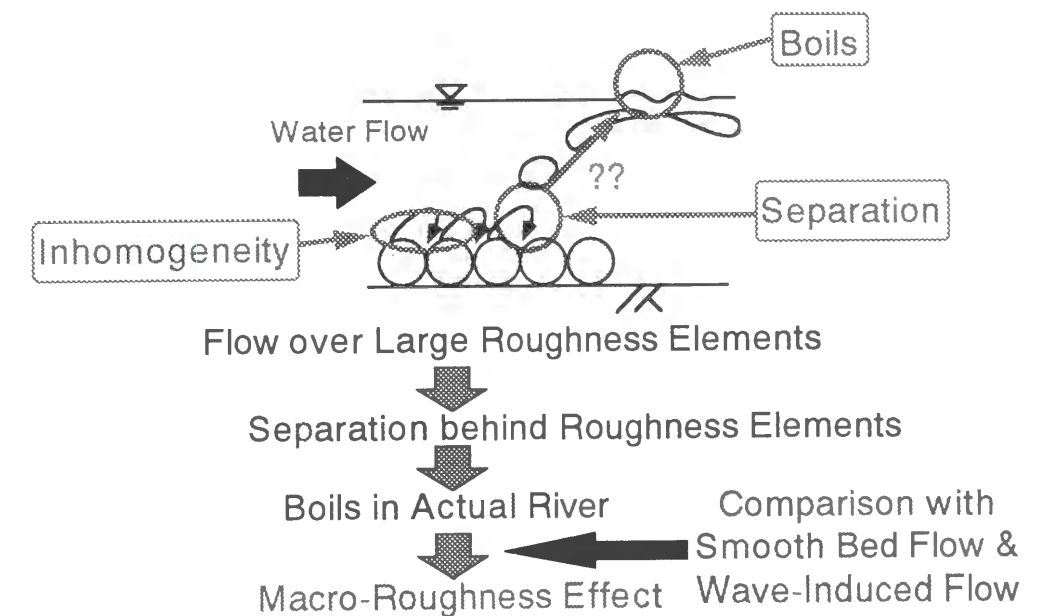 Boils
Water Flow
??
Separation
Inhomogeneity
Flow over Large Roughness Elements
Separation behind Roughness Elements
Boils in Actual River
Comparison with
Smooth Bed Flow &
Wave-Induced Flow
Macro-Roughness Effect